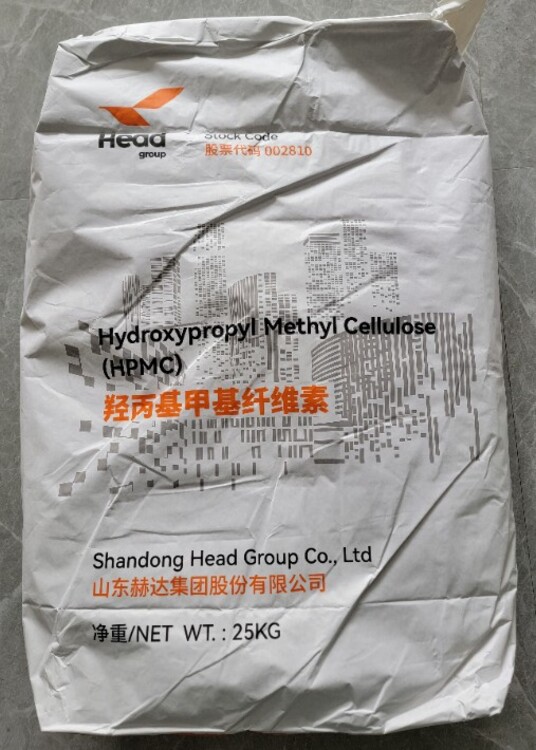 Head
group
Stock Code
股票代码 002810
Hydroxypropyl Methyl Cellulose
(HPMC)
羟丙基甲基纤维素
Shandong Head Group Co., Ltd
山东赫达集团股份有限公司
净重/NET WT. : 25KG